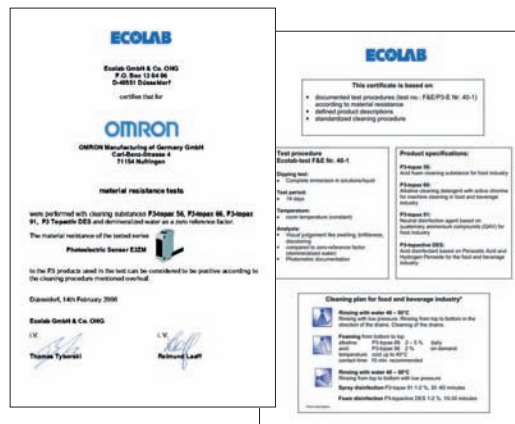 ECOLAB
Ecolab GmbH & Co. OHG
P.O. Box 13 04 06
D-40551 Düsseldorf
certifies that for
OMRON
OMRON Manufacturing of Germany GmbH
Carl-Benz-Strasse 4
71154 Nufringen
material resistance tests
were performed with cleaning substances P3-topax 56, P3-topax 66, P3-topax
91, P3 Topactiv DES and demineralized water as a zero reference factor.
The material resistance of the tested series
Photoelectric Sensor E3ZM
to the P3 products used in the test can be considered to be positive according to
the cleaning procedure mentioned overleaf.
Düsseldorf, 14th February 2006
Ecolab GmbH & Co. OHG
i.V.
i.V.
Thomas Tyborski
Reimund Laaff
ECOLAB
This certificate is based on
• documented test procedures (test no.: F&E/P3-E Nr. 40-1)
according to material resistance
• defined product descriptions
• standardized cleaning procedure
Test procedure
Ecolab-test F&E Nr. 40-1
Dipping test:
• Complete immersion in solutions/liquid
Test period:
• 14 days
Temperature:
• room temperature (constant)
Analysis:
• Visual judgement like swelling, brittleness,
discolouring
• compared to zero-reference factor
(demineralized water)
• Photometric documentation
Product specifications:
P3-topax 56:
Acid foam cleaning substance for food industry
P3-topax 66:
Alkaline cleaning detergent with active chlorine
for machine cleaning in food and beverage
industry
P3-topax 91:
Neutral disinfection agent based on
quaternary ammonium compounds (QAV) for
food industry
P3-topactive DES:
Acid disinfectant based on Peracetic Acid and
Hydrogen Peroxide for the food and beverage
industry
Cleaning plan for food and beverage industry*
Rinsing with water 40 – 50°C
Rinsing with low pressure. Rinsing from top to bottom in the
direction of the drains. Cleaning of the drains.
Foaming from bottom to top
alkaline P3-topax 66 2 – 5 % daily
acid P3-topax 56 2 % on demand
temperature cold up to 40°C
contact time 15 min recommended
Rinsing with water 40 – 50°C
Rinsing from top to bottom with low pressure
Spray disinfection P3-topax 91 1-2 %, 30 -60 minutes
Foam disinfection P3-topactive DES 1-2 %, 10-30 minutes